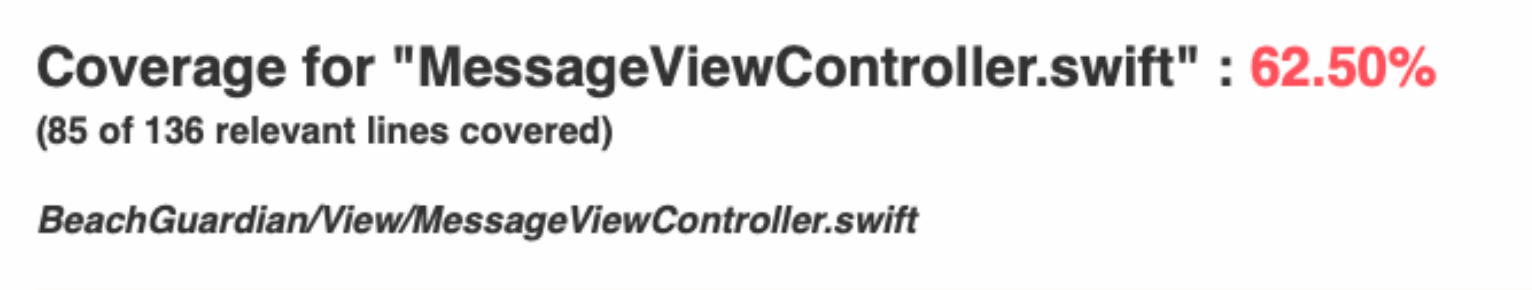 Coverage for "MessageViewController.swift" : 62.50%
(85 of 136 relevant lines covered)
BeachGuardian/View/MessageViewController.swift